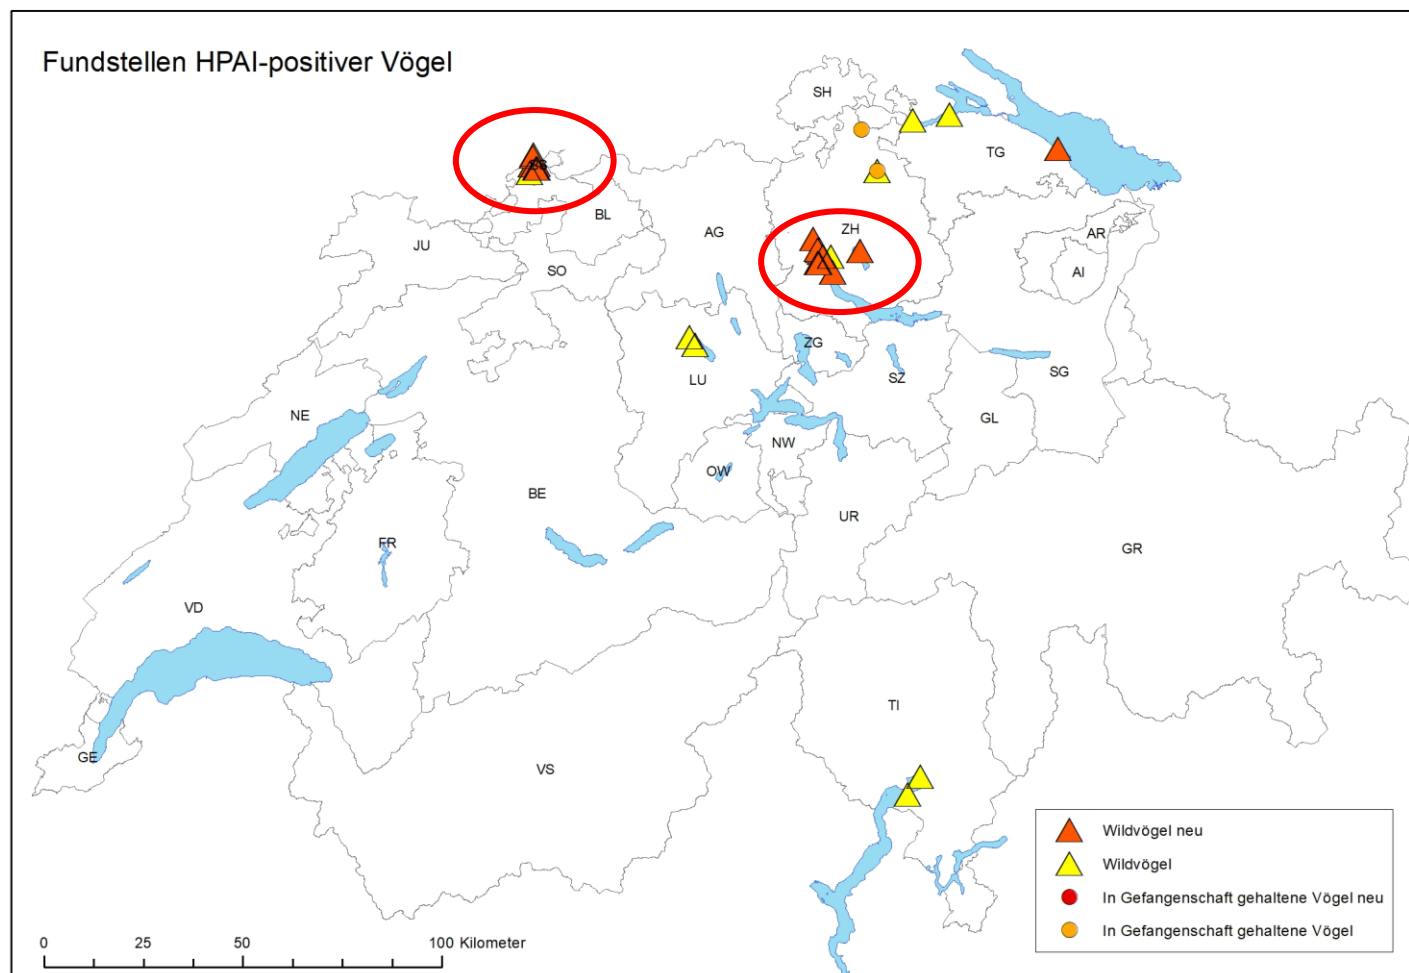 Fundstellen HPAI-positiver Vögel
SH
TG
BL
JU
AG
ZH
AR
SO
AI
ZG
SZ
SG
LU
NE
GL
NW
OW
BE
UR
FR
GR
VD
TI
GE
VS
Wildvögel neu
Wildvögel
In Gefangenschaft gehaltene Vögel neu
In Gefangenschaft gehaltene Vögel
0 25 50 100 Kilometer